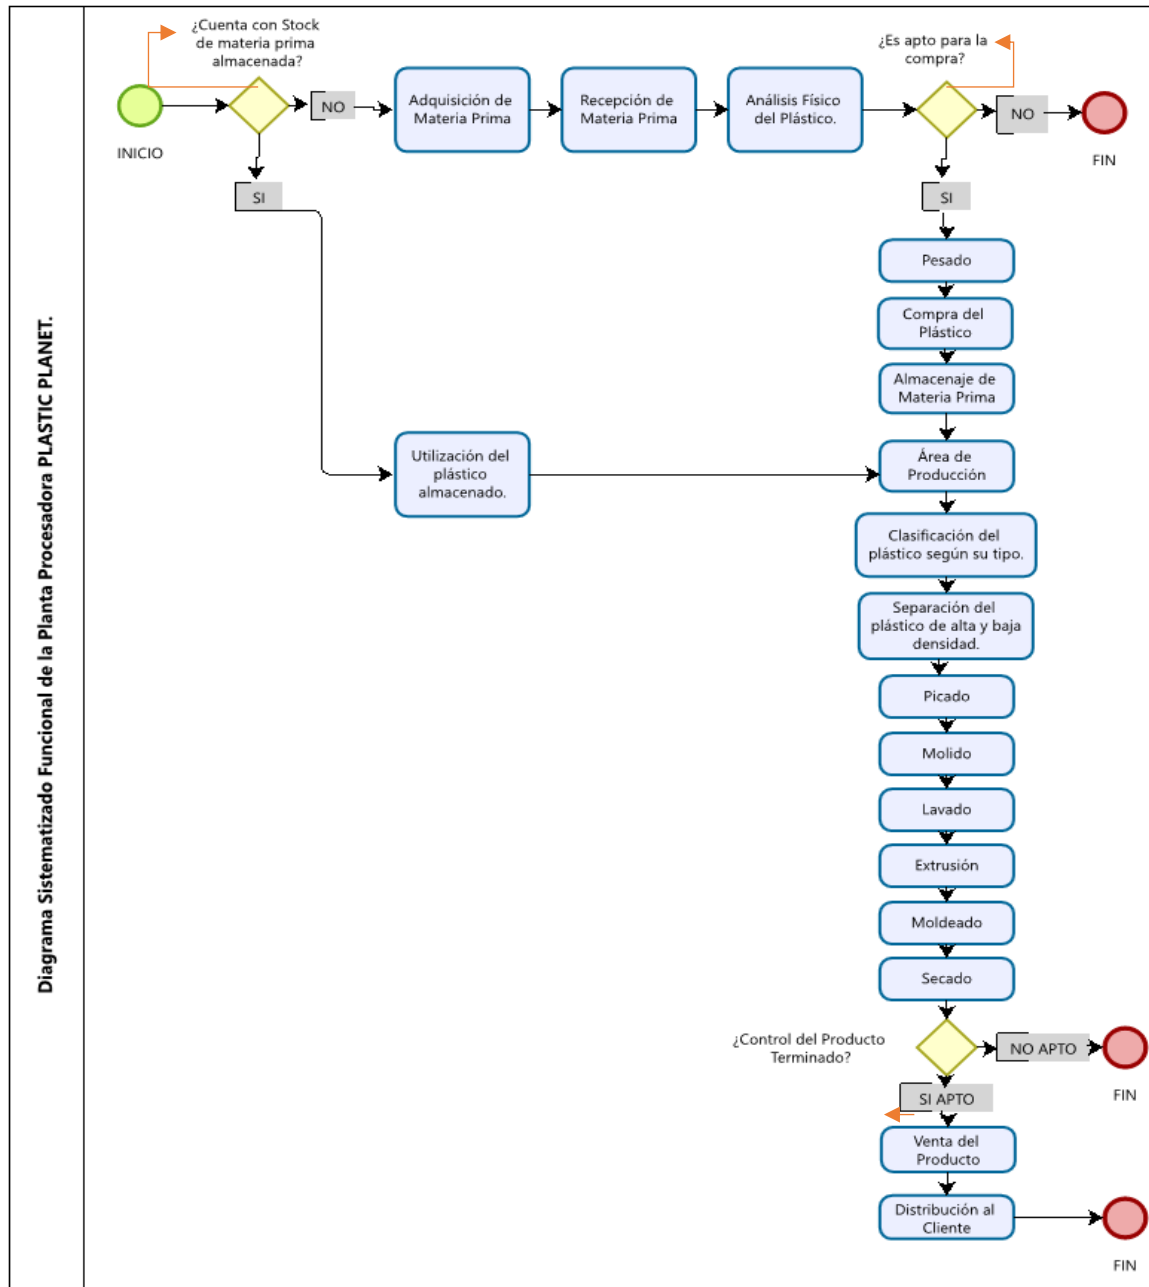 Diagrama Sistematizado Funcional de la Planta Procesadora PLASTIC PLANET.
¿Cuenta con Stock
de materia prima
almacenada?
¿Es apto para la
compra?
INICIO
NO
Adquisición de
Materia Prima
Recepción de
Materia Prima
Análisis Físico
del Plástico.
NO
FIN
SI
SI
Pesado
Compra del
Plástico
Almacenaje de
Materia Prima
Utilización del
plástico
almacenado.
Área de
Producción
Clasificación del
plástico según su tipo.
Separación del
plástico de alta y baja
densidad.
Picado
Molido
Lavado
Extrusión
Moldeado
Secado
¿Control del Producto
Terminado?
NO APTO
FIN
SI APTO
Venta del
Producto
Distribución al
Cliente
FIN